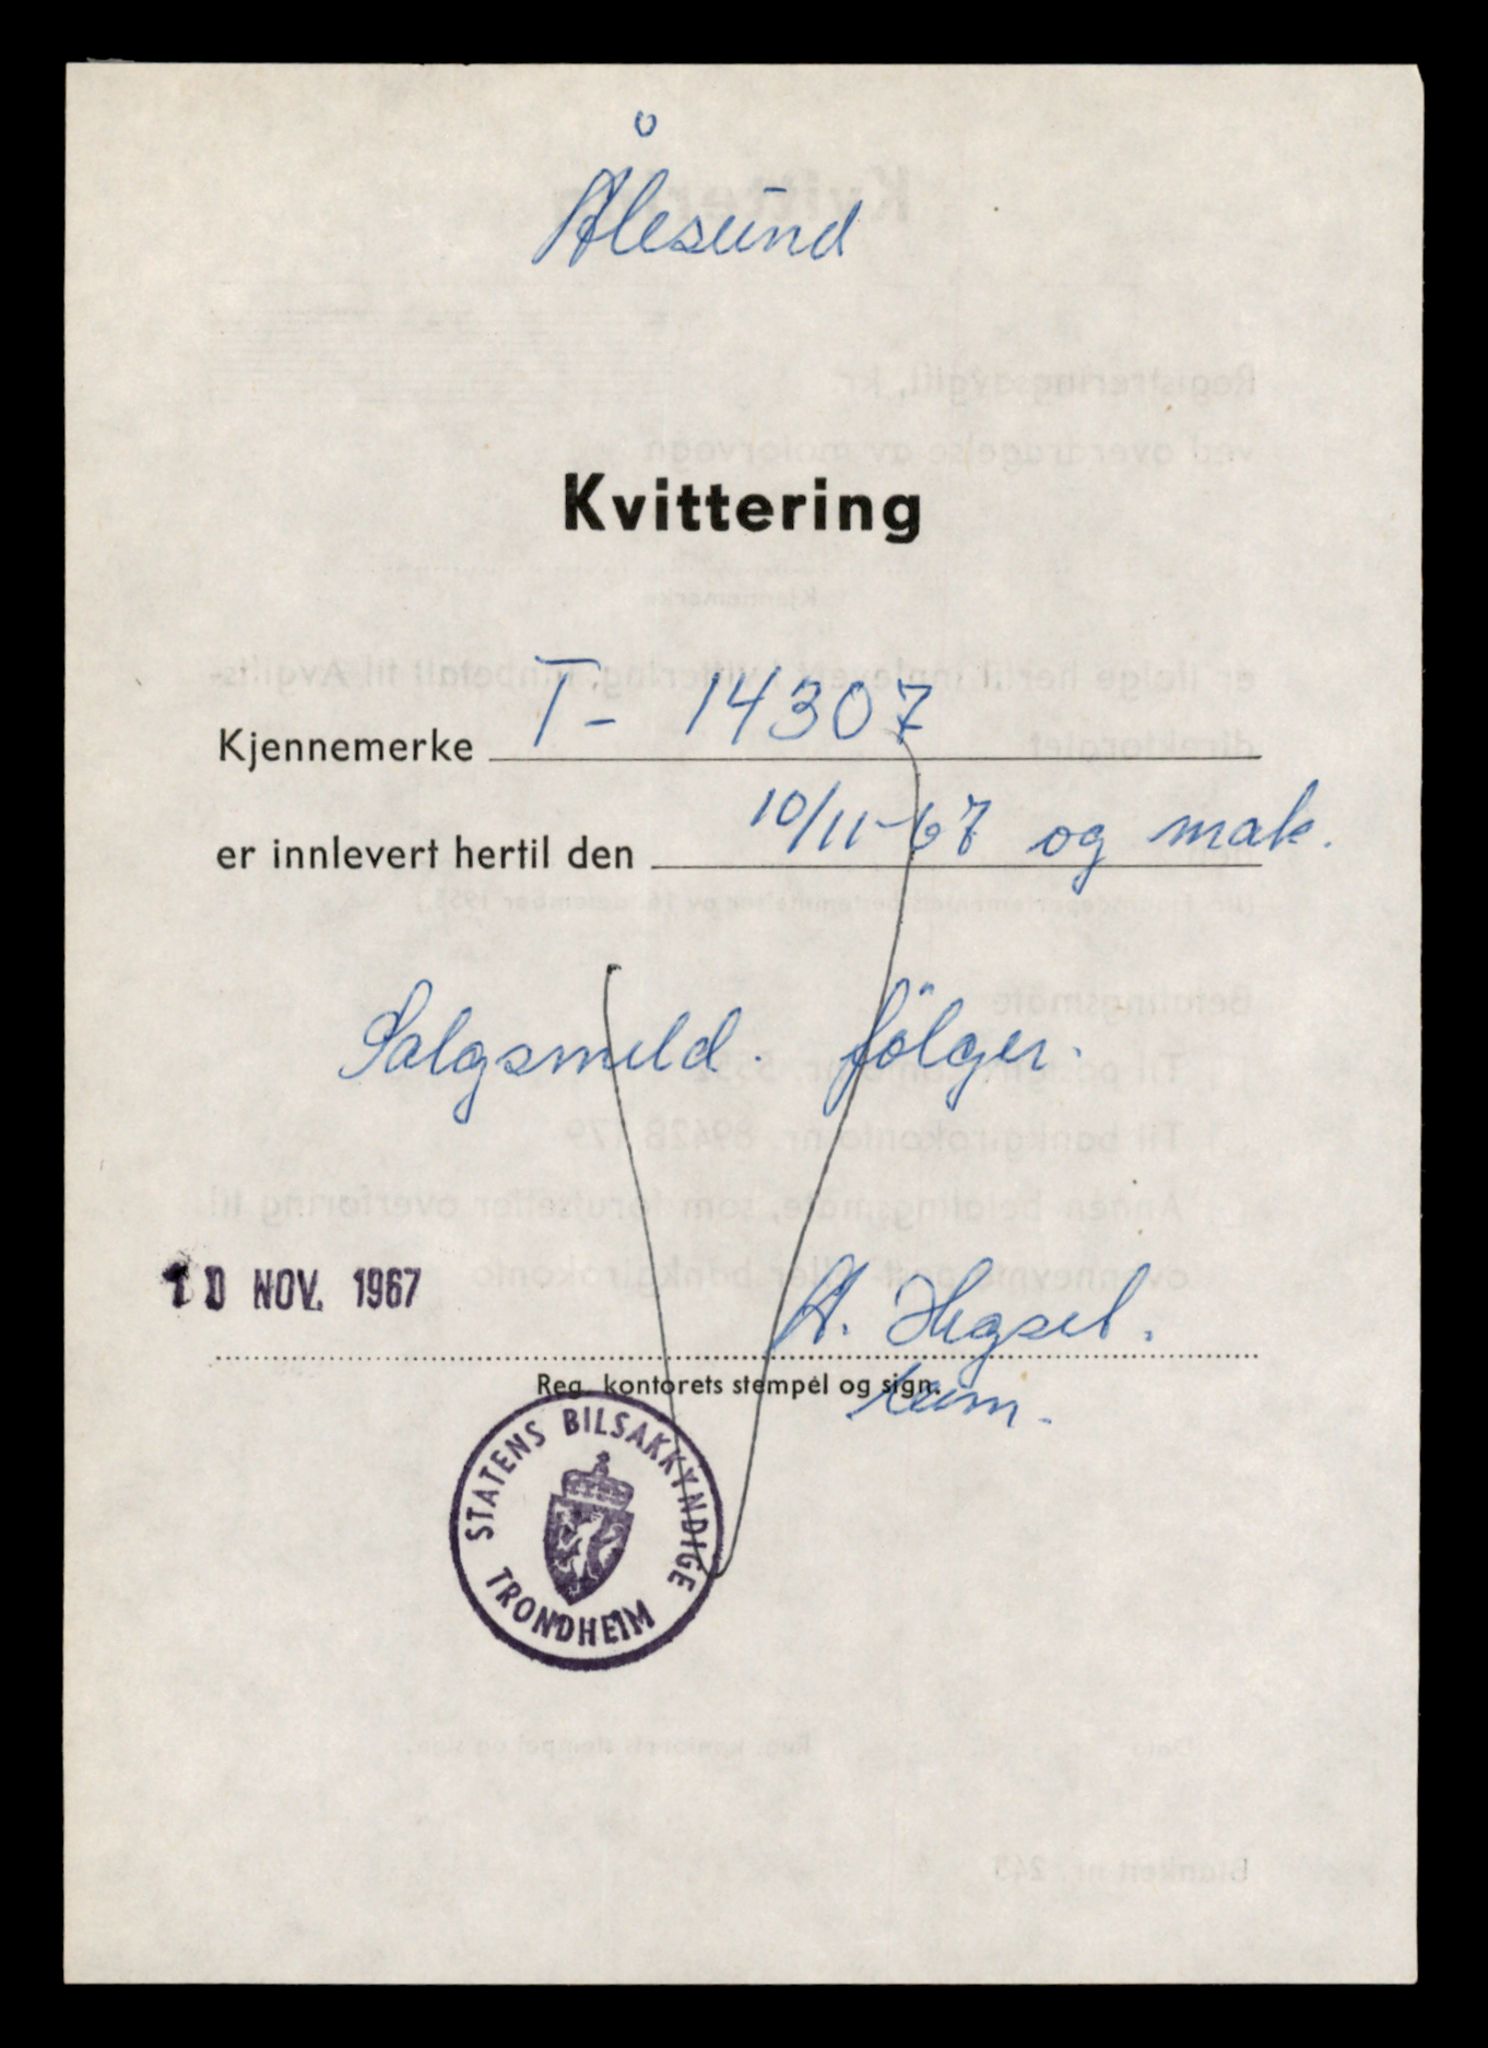 Ålesund
Kvittering
Kjennemerke T- 14307
er innlevert hertil den 10/11-67 og mak.
Salgsmeld. følger.
10 NOV. 1967
A. Hegsel.
Reg. kontorets stempel og sign.
STATENS BILSAKKYNDIGE
TRONDHEIM